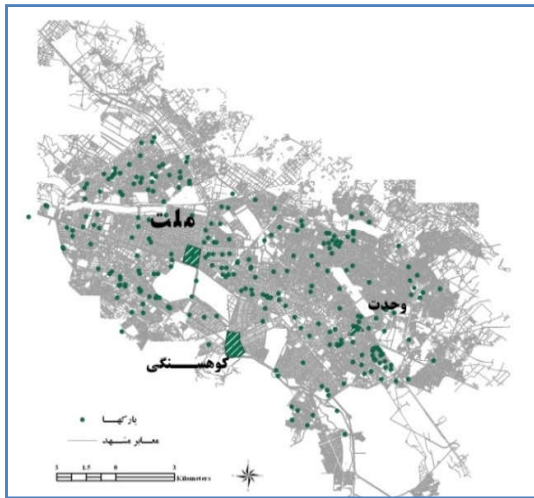 ملت
وحدت
کوهسنگی
پارکها
معابر مشهد
3 1.5 0 3
Kilometers